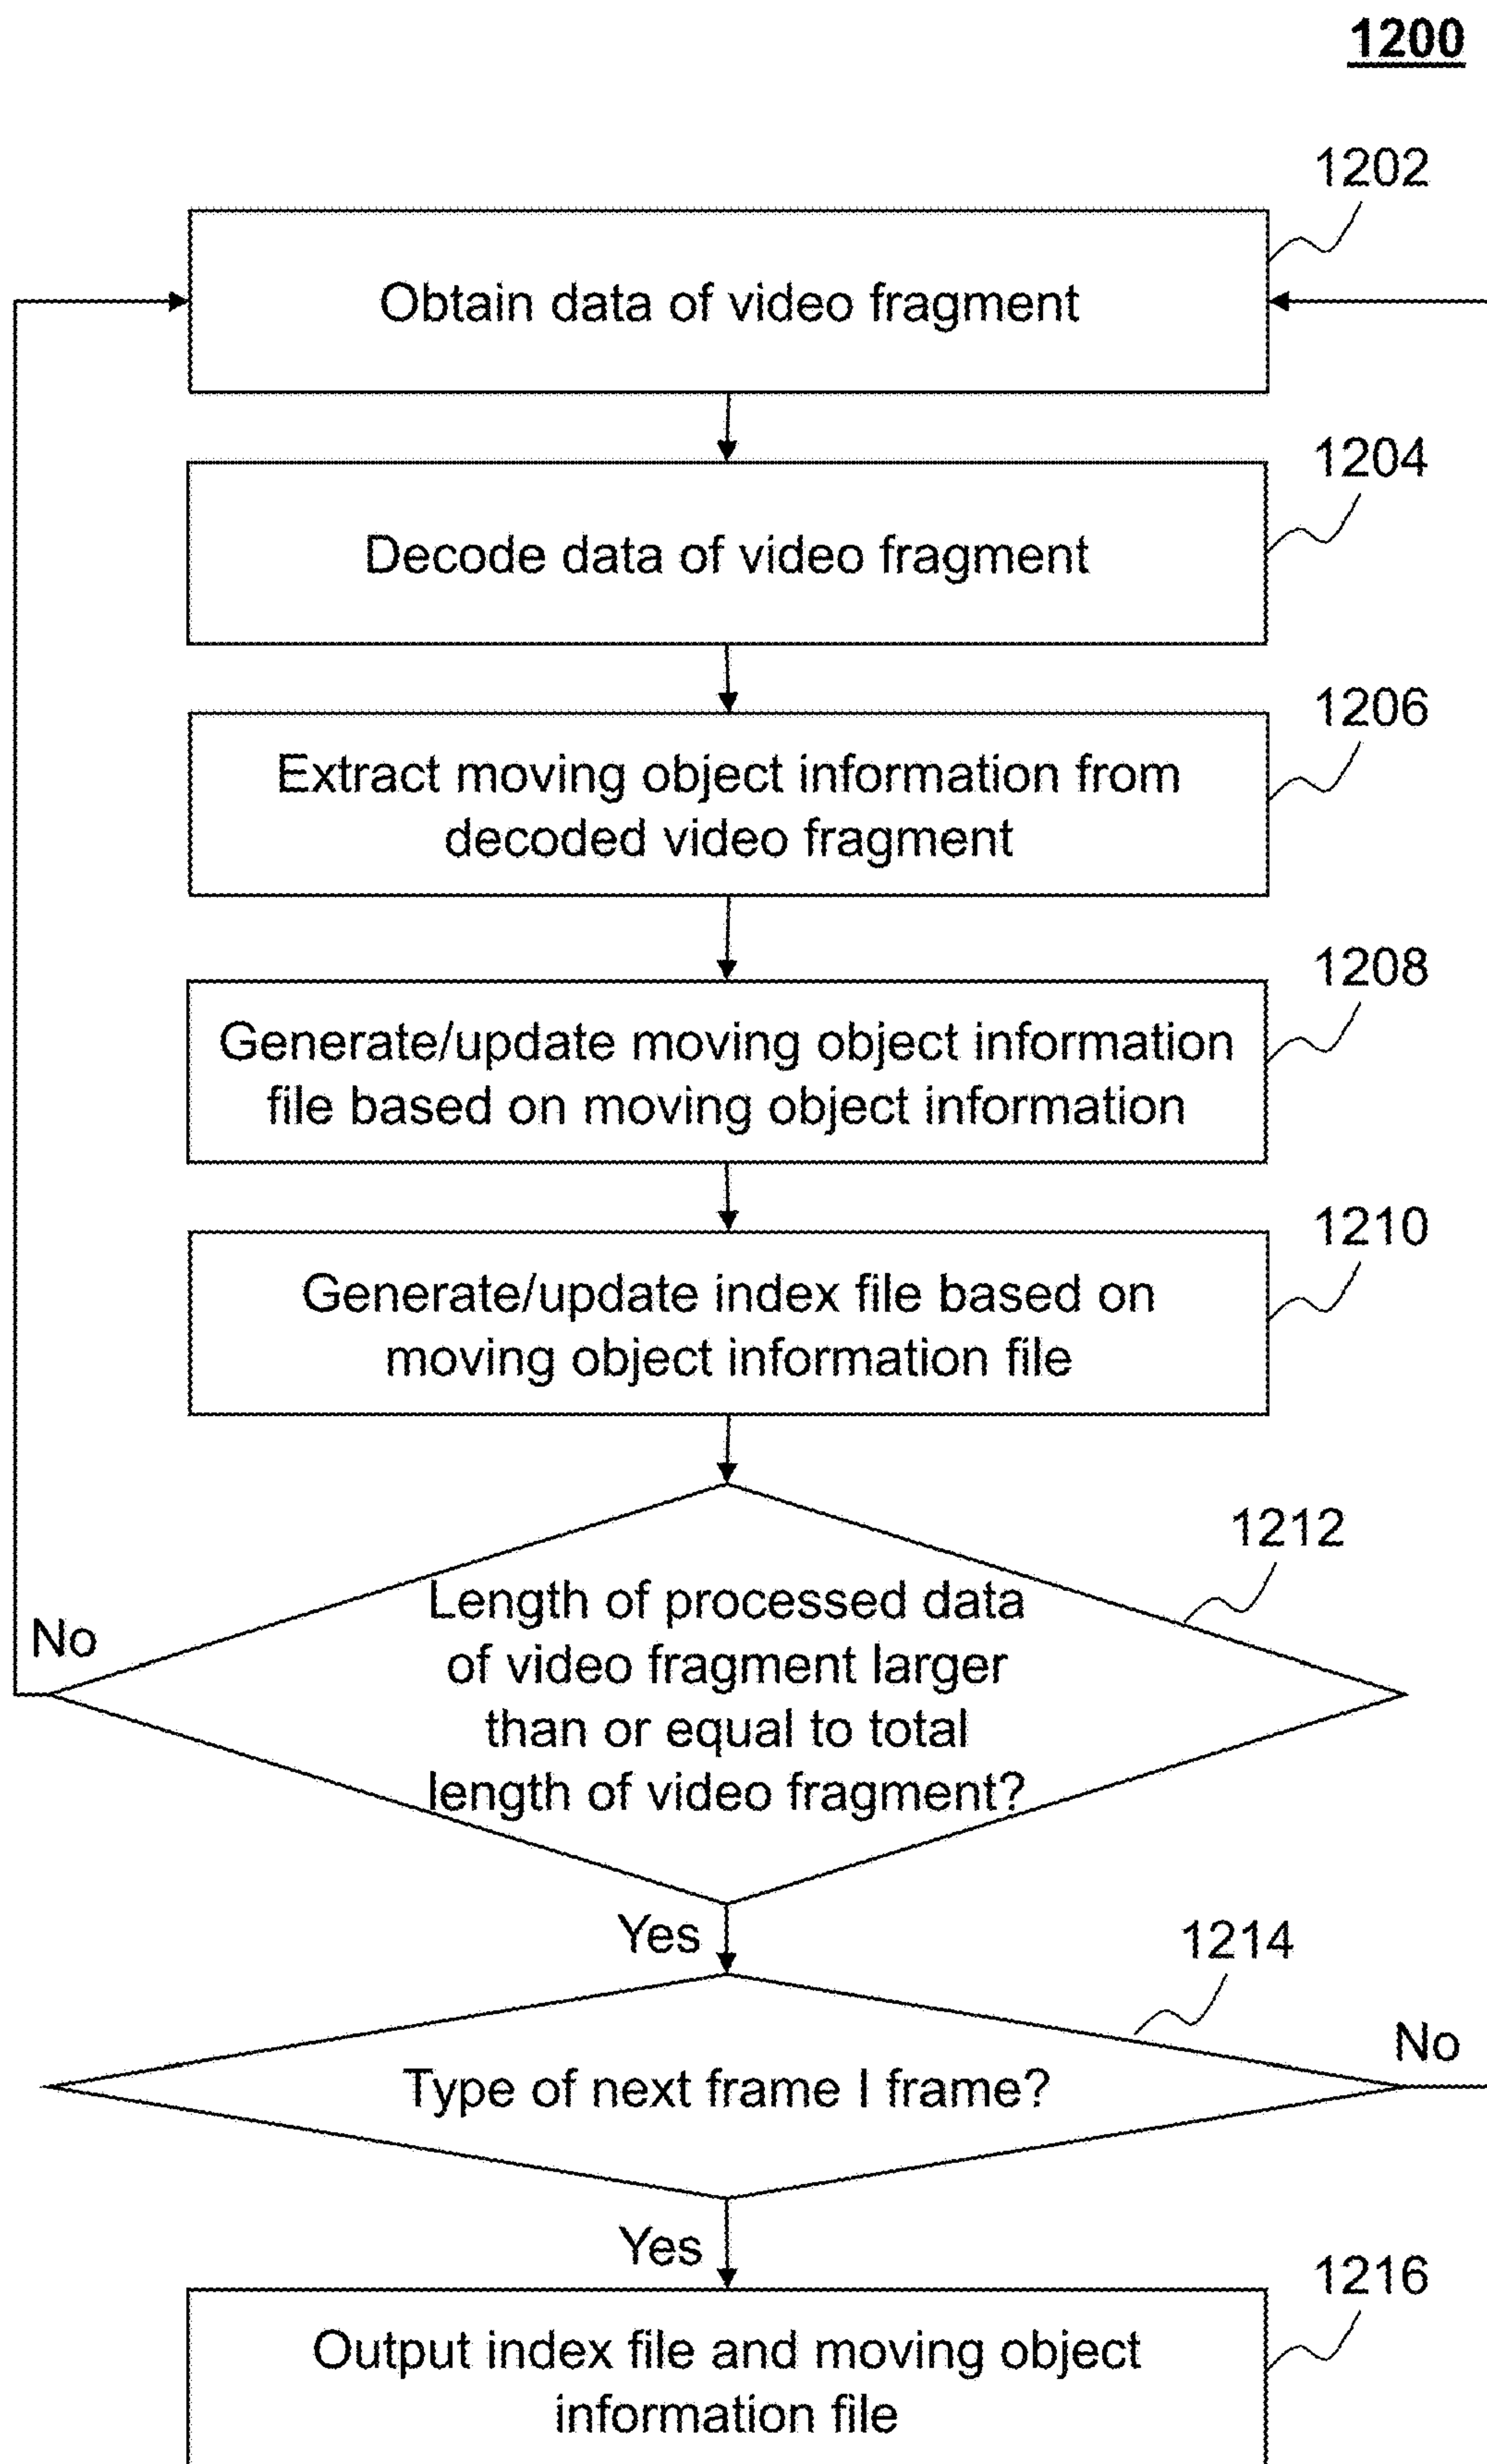 1200
1202
Obtain data of video fragment
1204
Decode data of video fragment
1206
Extract moving object information from
decoded video fragment
1208
Generate/update moving object information
file based on moving object information
1210
Generate/update index file based on
moving object information file
1212
Length of processed data
of video fragment larger
than or equal to total
length of video fragment?
No
Yes
1214
Type of next frame I frame?
No
Yes
1216
Output index file and moving object
information file